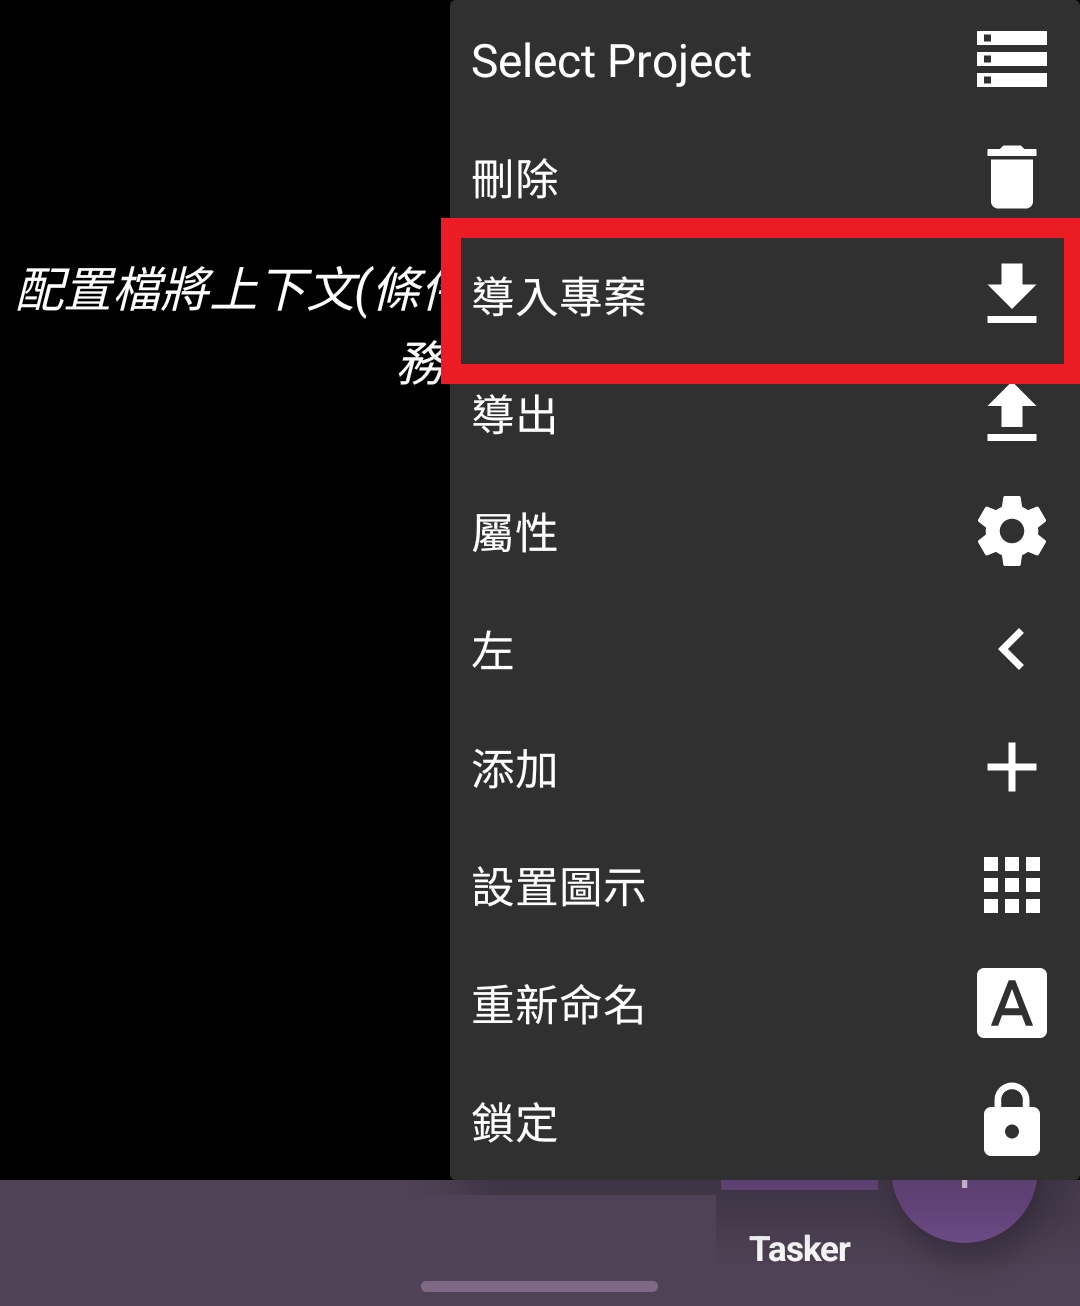 Select Project
刪除
配置檔將上下文(條
導入專案
務
導出
屬性
左
添加
設置圖示
重新命名
A
鎖定
Tasker